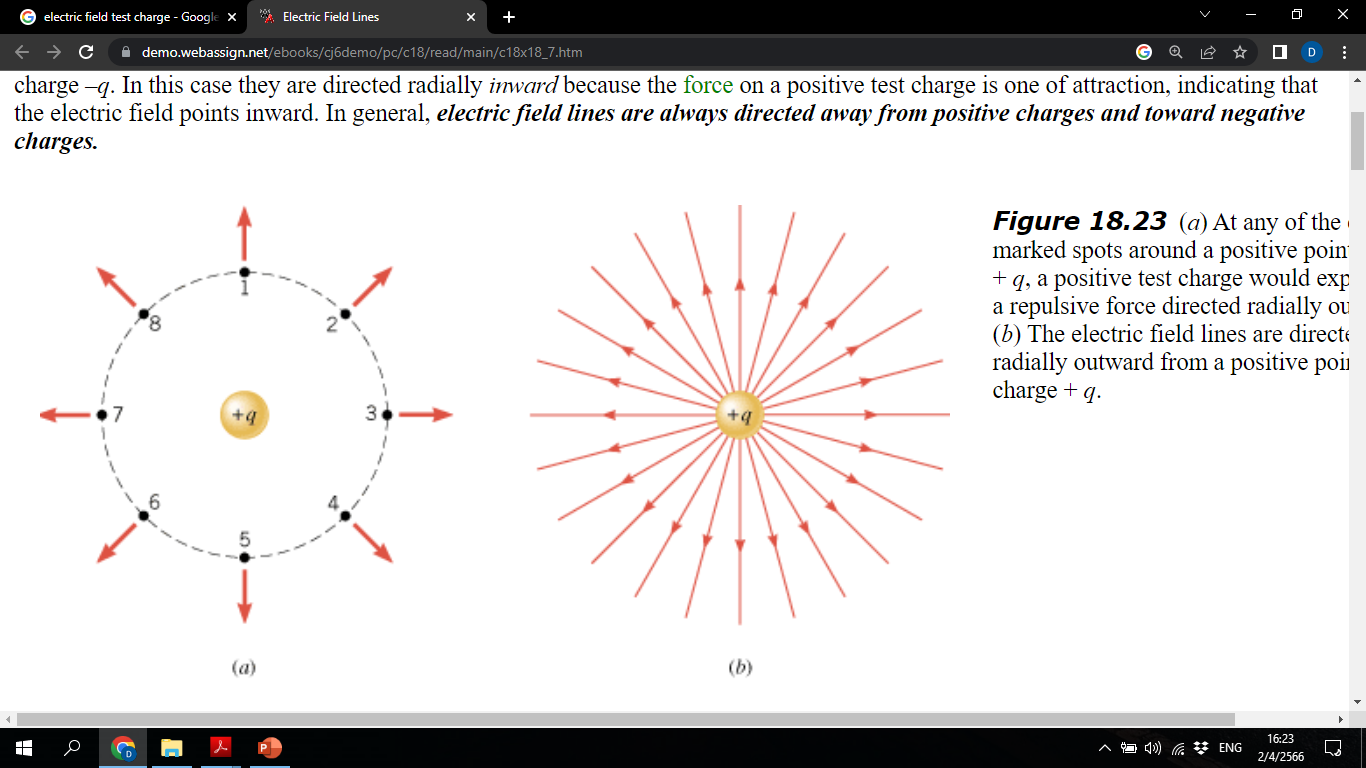 electric field test charge - Google
Electric Field Lines
demo.webassign.net/ebooks/cj6demo/pc/c18/read/main/c18x18_7.htm
D
charge –q. In this case they are directed radially inward because the force on a positive test charge is one of attraction, indicating that
the electric field points inward. In general, electric field lines are always directed away from positive charges and toward negative
charges.
1
2
3
4
5
6
7
8
+q
(a)
+q
(b)
Figure 18.23 (a) At any of the
marked spots around a positive
+ q, a positive test charge would
a repulsive force directed radially
(b) The electric field lines are
radially outward from a positive
charge + q.
D
P
ENG
16:23
2/4/2566